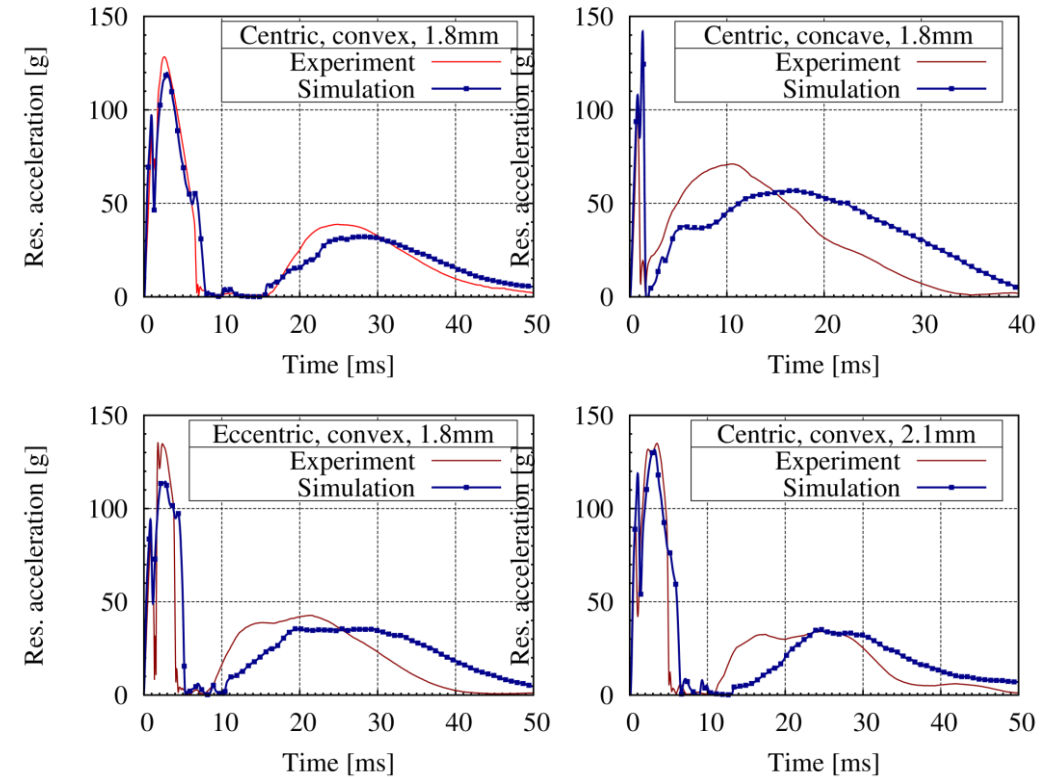 Res. acceleration [g]
150
100
50
0
Centric, convex, 1.8mm
Experiment
Simulation
0 10 20 30 40 50
Time [ms]
Res. acceleration [g]
150
100
50
0
Centric, concave, 1.8mm
Experiment
Simulation
0 10 20 30 40
Time [ms]
Res. acceleration [g]
150
100
50
0
Eccentric, convex, 1.8mm
Experiment
Simulation
0 10 20 30 40 50
Time [ms]
Res. acceleration [g]
150
100
50
0
Centric, convex, 2.1mm
Experiment
Simulation
0 10 20 30 40 50
Time [ms]